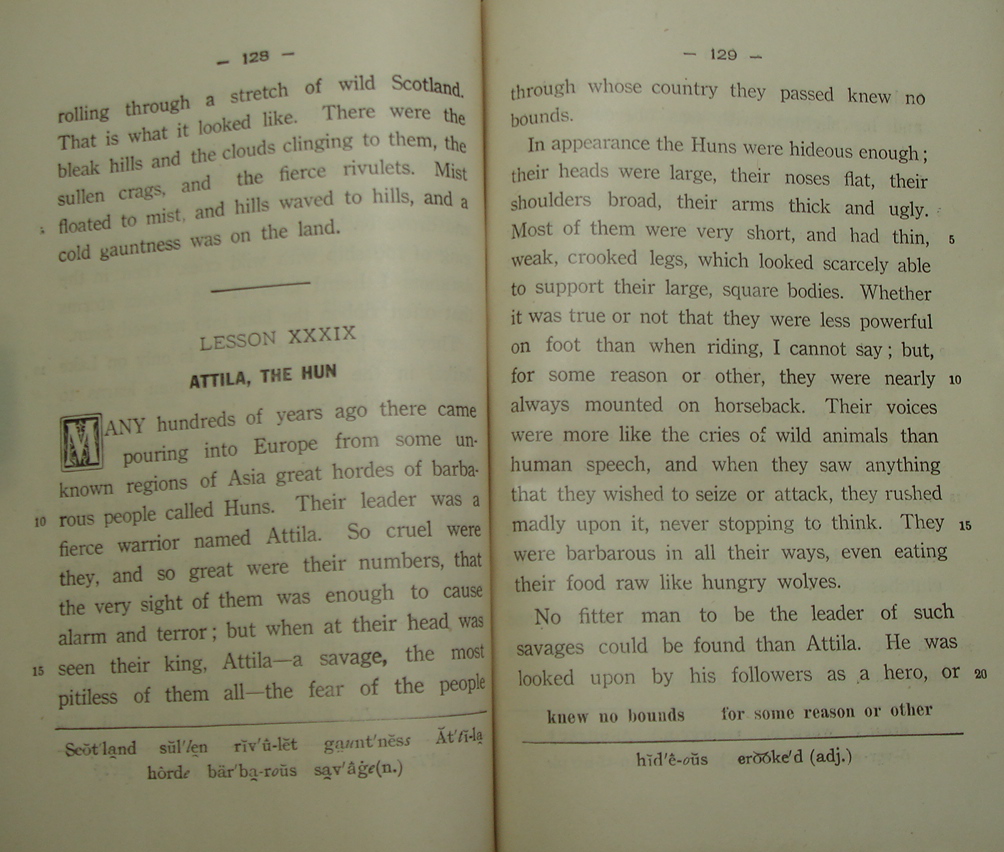 — 128 —
rolling through a stretch of wild Scotland.
That is what it looked like. There were the
bleak hills and the clouds clinging to them, the
sullen crags, and the fierce rivulets. Mist
5 floated to mist, and hills waved to hills, and a
cold gauntness was on the land.
LESSON XXXIX
ATTILA, THE HUN
MANY hundreds of years ago there came
pouring into Europe from some un-
known regions of Asia great hordes of barba-
10 rous people called Huns. Their leader was a
fierce warrior named Attila. So cruel were
they, and so great were their numbers, that
the very sight of them was enough to cause
alarm and terror; but when at their head was
15 seen their king, Attila—a savage, the most
pitiless of them all—the fear of the people
Scŏt'lạnd sŭl'len rĭv'û-lĕt gaunt'nĕss Ăt'tĭ-lạ
hôrde bär'bạ-roŭs sạv'âġe(n.)
— 129 —
through whose country they passed knew no
bounds.
In appearance the Huns were hideous enough;
their heads were large, their noses flat, their
shoulders broad, their arms thick and ugly.
Most of them were very short, and had thin, 5
weak, crooked legs, which looked scarcely able
to support their large, square bodies. Whether
it was true or not that they were less powerful
on foot than when riding, I cannot say; but,
for some reason or other, they were nearly 10
always mounted on horseback. Their voices
were more like the cries of wild animals than
human speech, and when they saw anything
that they wished to seize or attack, they rushed
madly upon it, never stopping to think. They 15
were barbarous in all their ways, even eating
their food raw like hungry wolves.
No fitter man to be the leader of such
savages could be found than Attila. He was
looked upon by his followers as a hero, or 20
knew no bounds for some reason or other
hĭd'ê-oŭs crŏŏke'd (adj.)